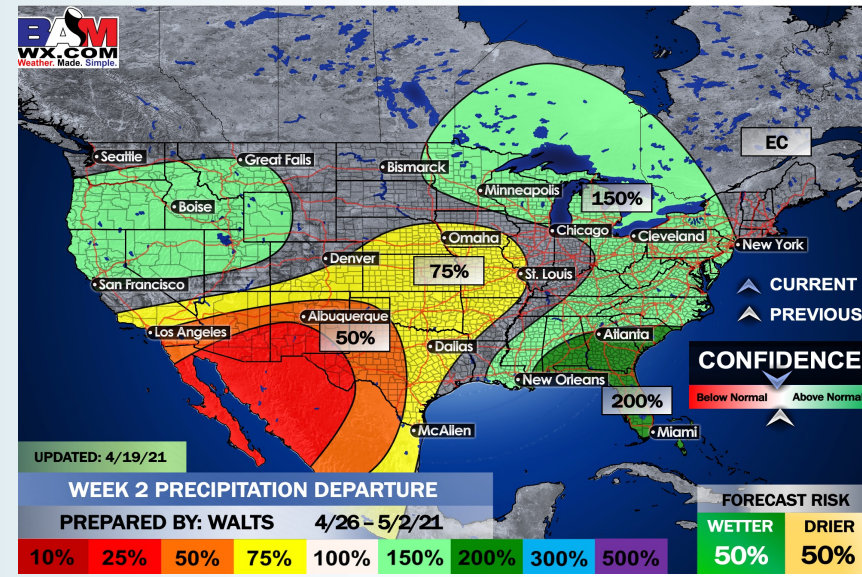 BAM
WX.COM
Weather. Made. Simple.
Seattle
Great Falls
Bismarck
EC
Minneapolis
150%
Boise
Omaha
Chicago
Cleveland
New York
Denver
75%
St. Louis
San Francisco
CURRENT
Albuquerque
PREVIOUS
Los Angeles
50%
Atlanta
Dallas
CONFIDENCE
New Orleans
Below Normal
Above Norma
200%
McAllen
Miami
UPDATED: 4/19/21
WEEK 2 PRECIPITATION DEPARTURE
PREPARED BY: WALTS 4/26 – 5/2/21
FORECAST RISK
WETTER DRIER
50% 50%
10% 25% 50% 75% 100% 150% 200% 300% 500%